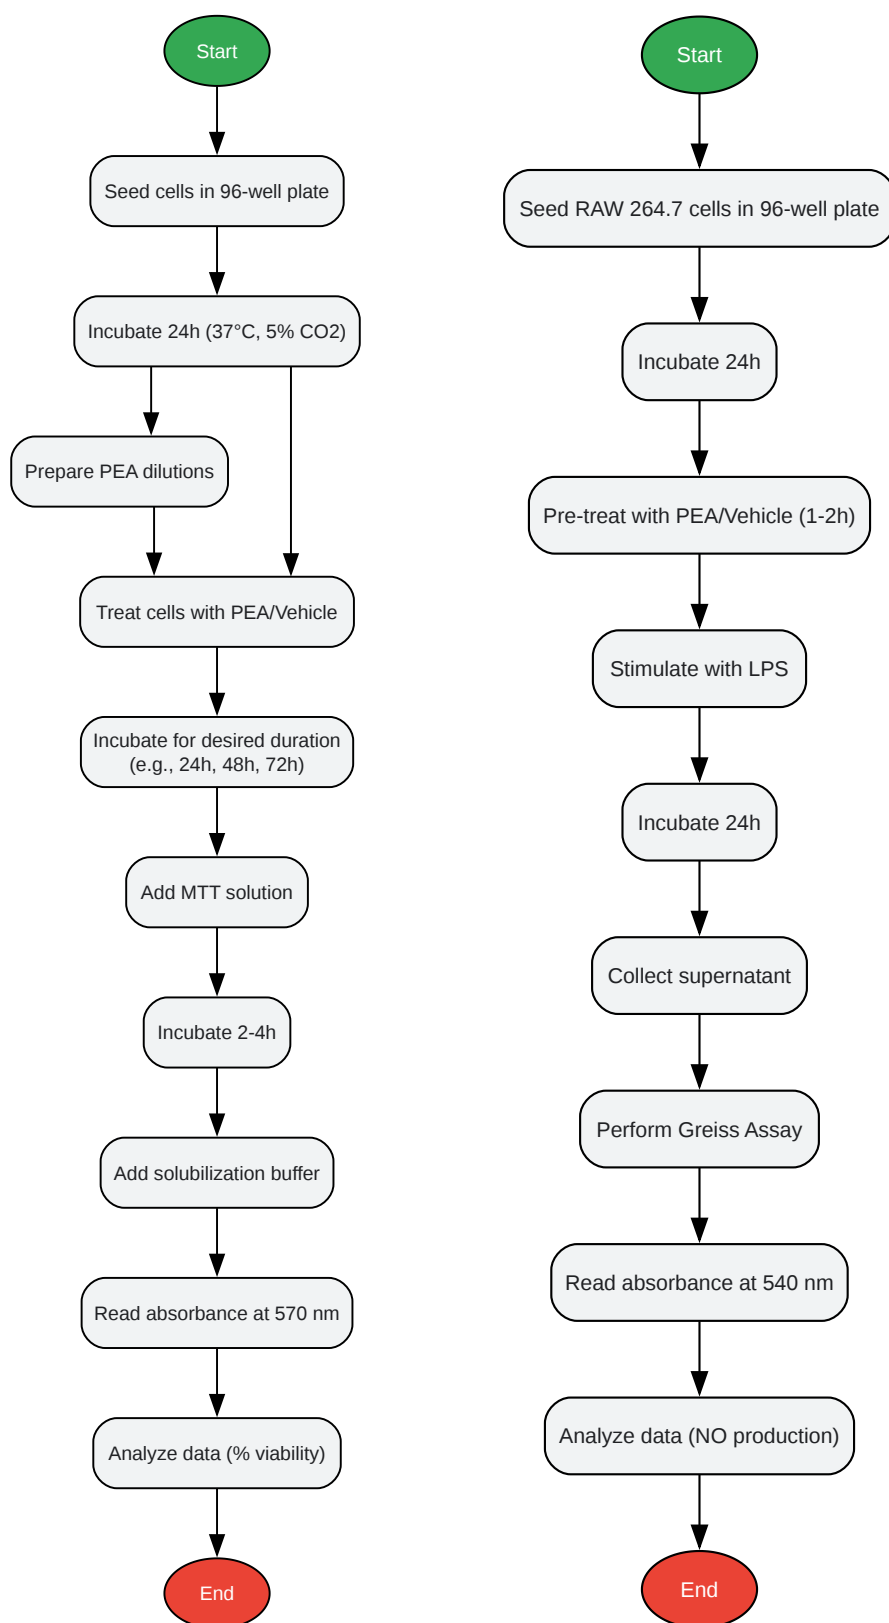 Start
Seed cells in 96-well plate
Incubate 24h (37°C, 5% CO2)
Prepare PEA dilutions
Treat cells with PEA/Vehicle
Incubate for desired duration
(e.g., 24h, 48h, 72h)
Add MTT solution
Incubate 2-4h
Add solubilization buffer
Read absorbance at 570 nm
Analyze data (% viability)
End
Start
Seed RAW 264.7 cells in 96-well plate
Incubate 24h
Pre-treat with PEA/Vehicle (1-2h)
Stimulate with LPS
Incubate 24h
Collect supernatant
Perform Greiss Assay
Read absorbance at 540 nm
Analyze data (NO production)
End